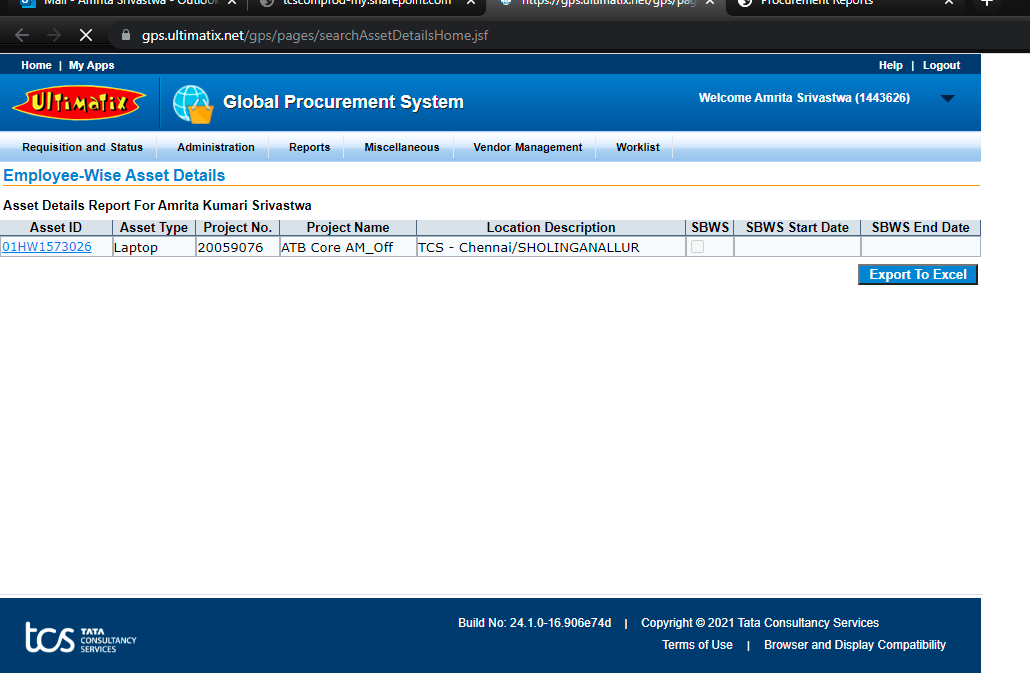 Mail - Amrita Srivastwa - Outlook
tcscomprod-my.sharepoint.com
https://gps.ultimatix.net/gps/pag
Procurement Reports
gps.ultimatix.net/gps/pages/searchAssetDetailsHome.jsf
Home | My Apps
Help | Logout
Ultimatix
Global Procurement System
Welcome Amrita Srivastwa (1443626)
Requisition and Status Administration Reports Miscellaneous Vendor Management Worklist
Employee-Wise Asset Details
Asset Details Report For Amrita Kumari Srivastwa
Asset ID Asset Type Project No. Project Name Location Description SBWS SBWS Start Date SBWS End Date
01HW1573026 Laptop 20059076 ATB Core AM_Off TCS - Chennai/SHOLINGANALLUR
Export To Excel
tcs TATA
CONSULTANCY
SERVICES
Build No: 24.1.0-16.906e74d | Copyright © 2021 Tata Consultancy Services
Terms of Use | Browser and Display Compatibility